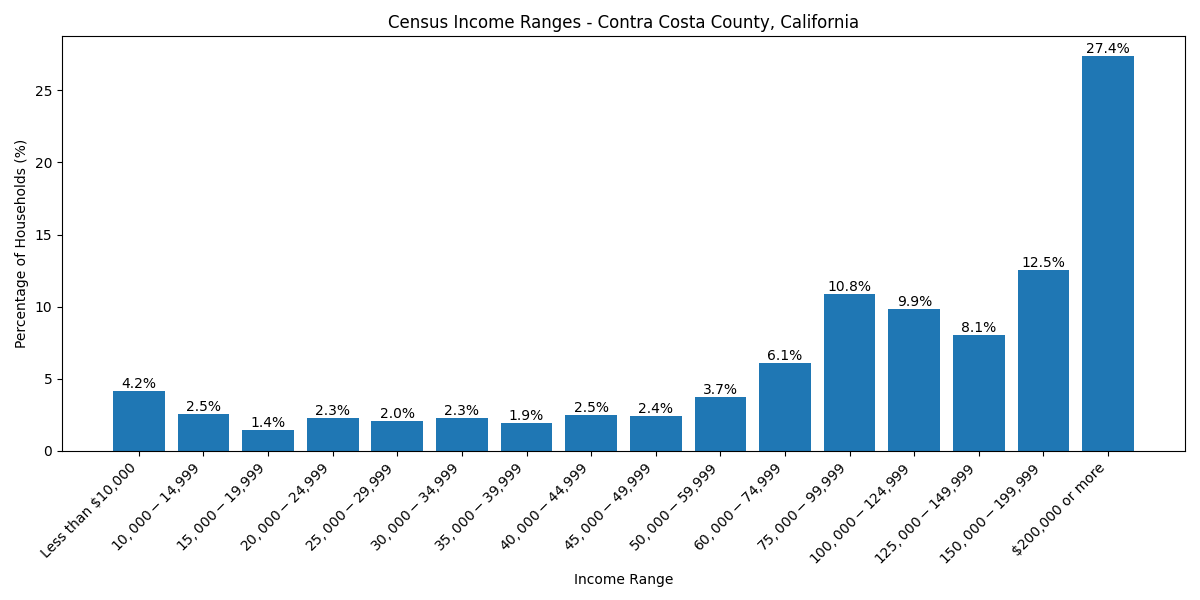 Census Income Ranges - Contra Costa County, California
Percentage of Households (%)
25
20
15
10
5
0
4.2%
2.5%
1.4%
2.3%
2.0%
2.3%
1.9%
2.5%
2.4%
3.7%
6.1%
10.8%
9.9%
8.1%
12.5%
27.4%
Less than $10,000
10,000 − 14,999
15,000 − 19,999
20,000 − 24,999
25,000 − 29,999
30,000 − 34,999
35,000 − 39,999
40,000 − 44,999
45,000 − 49,999
50,000 − 59,999
60,000 − 74,999
75,000 − 99,999
100,000 − 124,999
125,000 − 149,999
150,000 − 199,999
$200,000 or more
Income Range